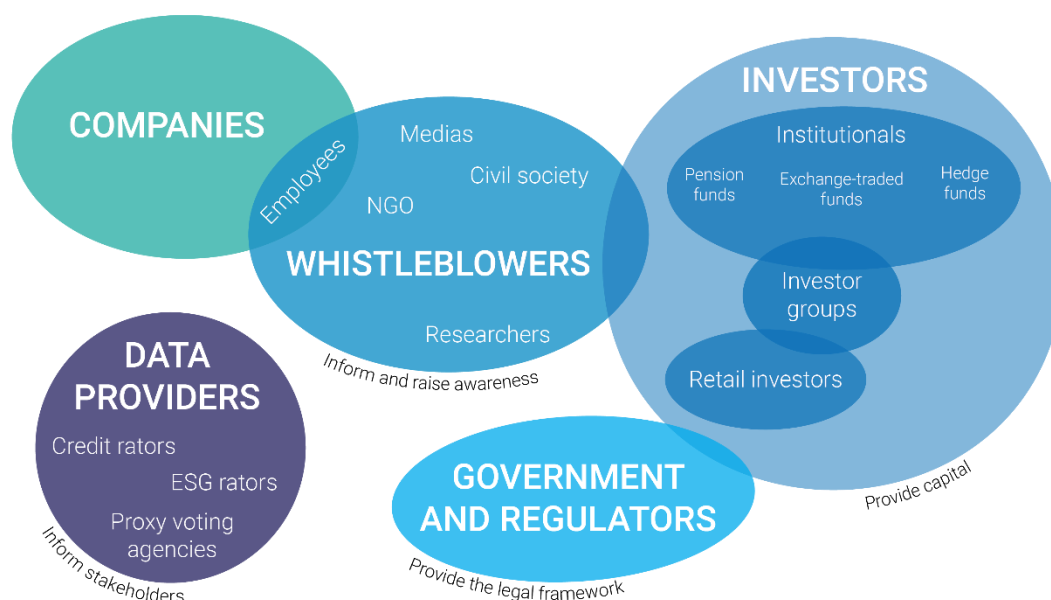 COMPANIES
Employees
Medias
Civil society
NGO
WHISTLEBLOWERS
Researchers
Inform and raise awareness
INVESTORS
Institutionals
Pension
funds
Exchange-traded
funds
Hedge
funds
Investor
groups
Retail investors
Provide capital
DATA
PROVIDERS
Credit rators
ESG rators
Proxy voting
agencies
Inform stakeholders
GOVERNMENT
AND REGULATORS
Provide the legal framework